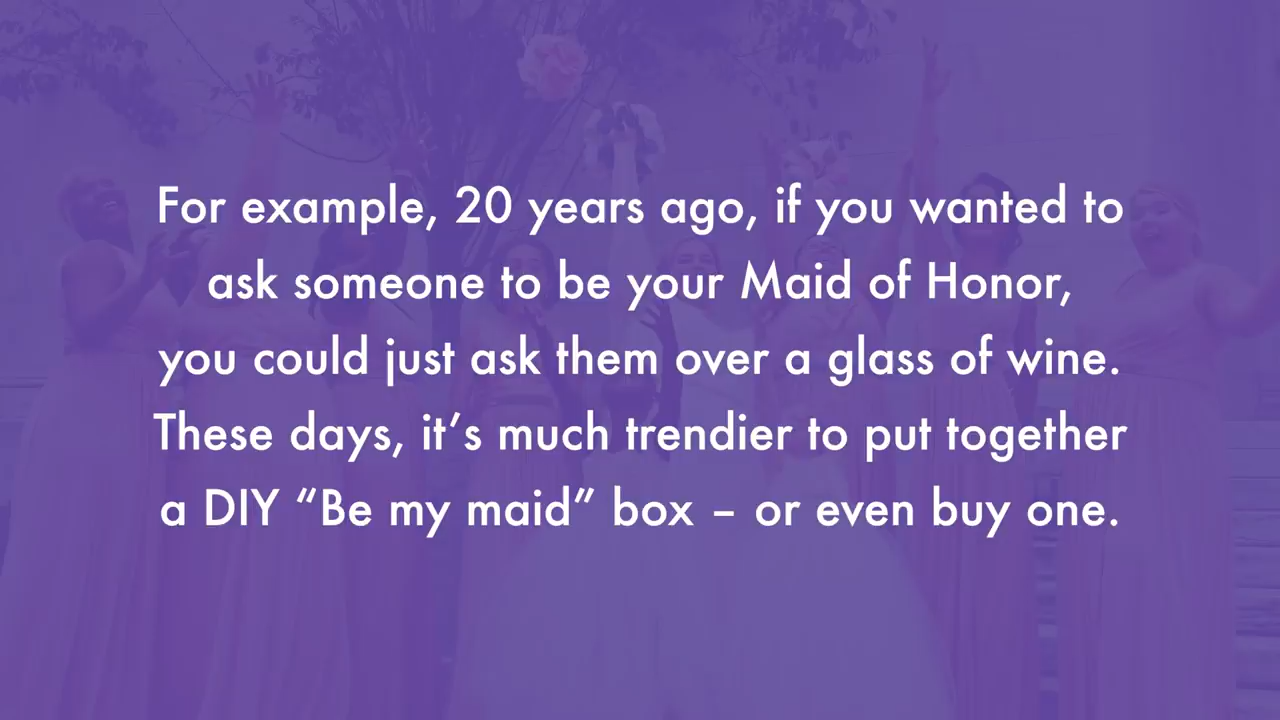 For example, 20 years ago, if you wanted to
ask someone to be your Maid of Honor,
you could just ask them over a glass of wine.
These days, it’s much trendier to put together
a DIY “Be my maid” box – or even buy one.